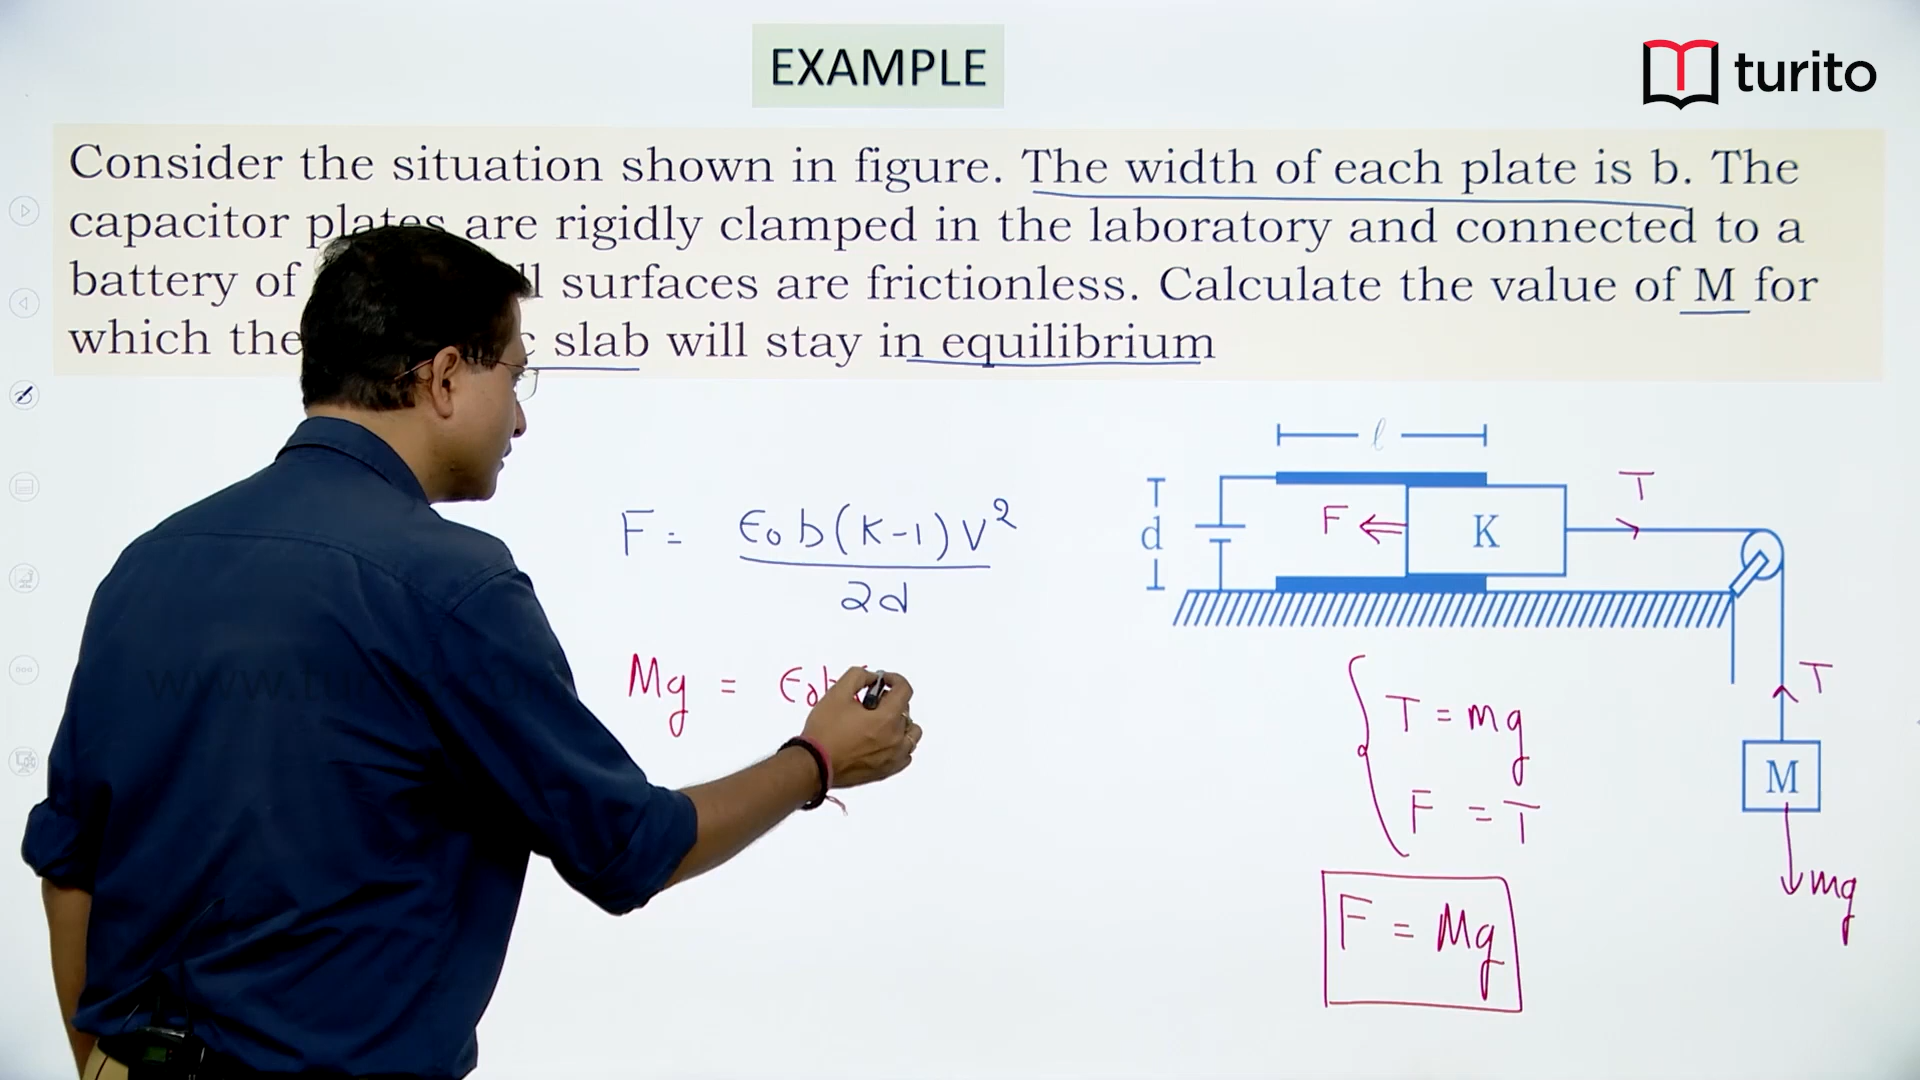 EXAMPLE
turito
Consider the situation shown in figure. The width of each plate is b. The
capacitor plates are rigidly clamped in the laboratory and connected to a
battery of surfaces are frictionless. Calculate the value of M for
which the slab will stay in equilibrium
l
T
d
F
K
F = ϵ₀ b (K-1) V²
2d
Mg = ϵ₀b
T = mg
F = T
F = Mg
T
M
mg